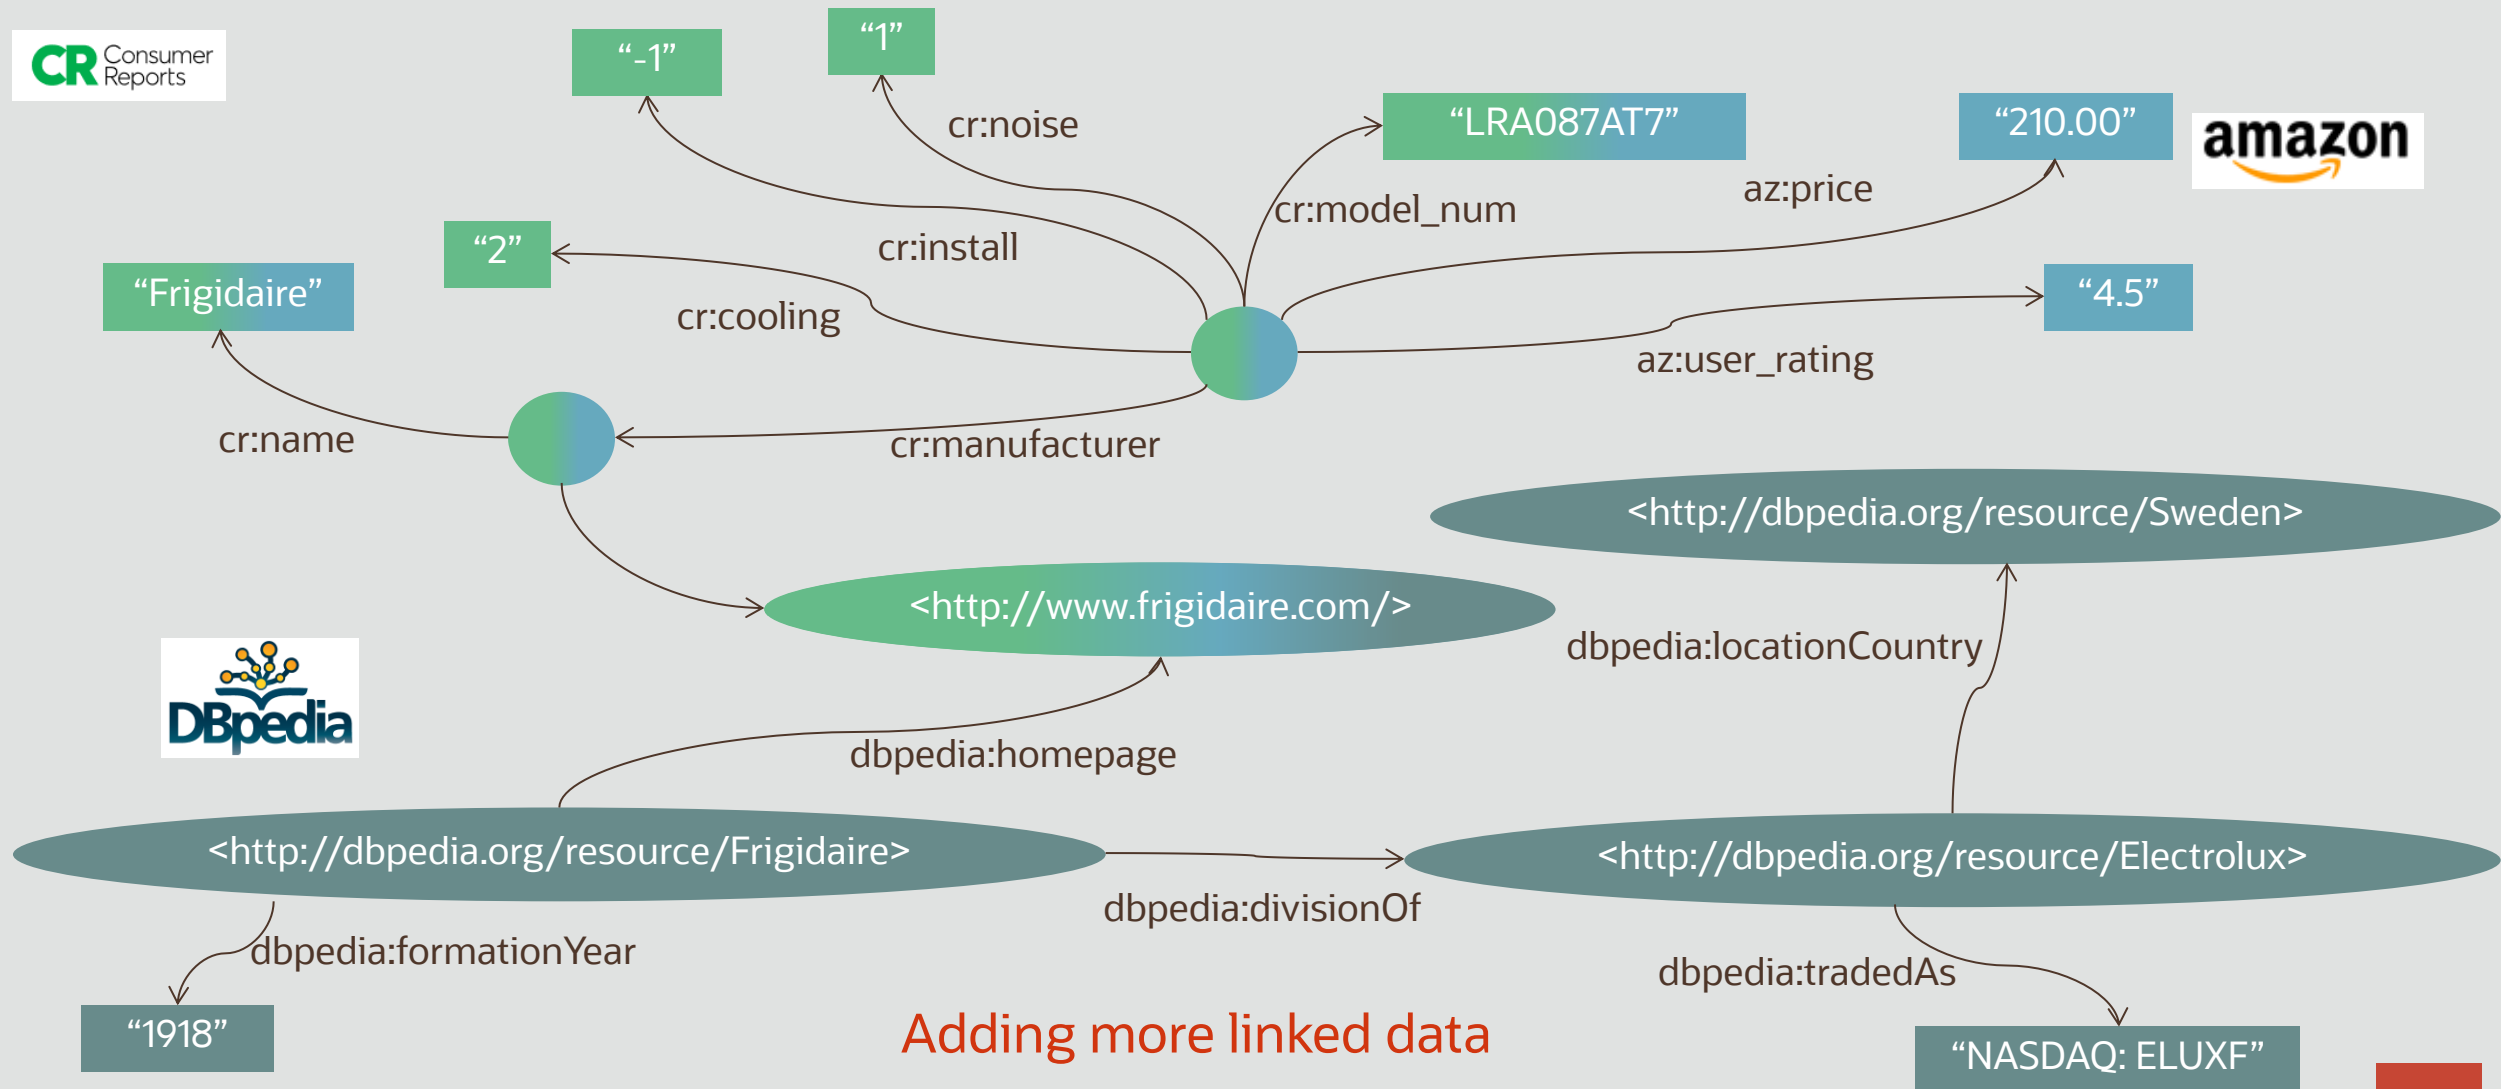 CR Consumer
Reports
“-1”
“1”
cr:noise
“LRA087AT7”
“210.00”
amazon
az:price
cr:model_num
“2”
cr:install
“Frigidaire”
“4.5”
cr:cooling
az:user_rating
cr:name
cr:manufacturer
<http://dbpedia.org/resource/Sweden>
<http://www.frigidaire.com/>
dbpedia:locationCountry
DBpedia
dbpedia:homepage
<http://dbpedia.org/resource/Frigidaire>
<http://dbpedia.org/resource/Electrolux>
dbpedia:divisionOf
dbpedia:formationYear
dbpedia:tradedAs
“1918”
Adding more linked data
“NASDAQ: ELUXF”